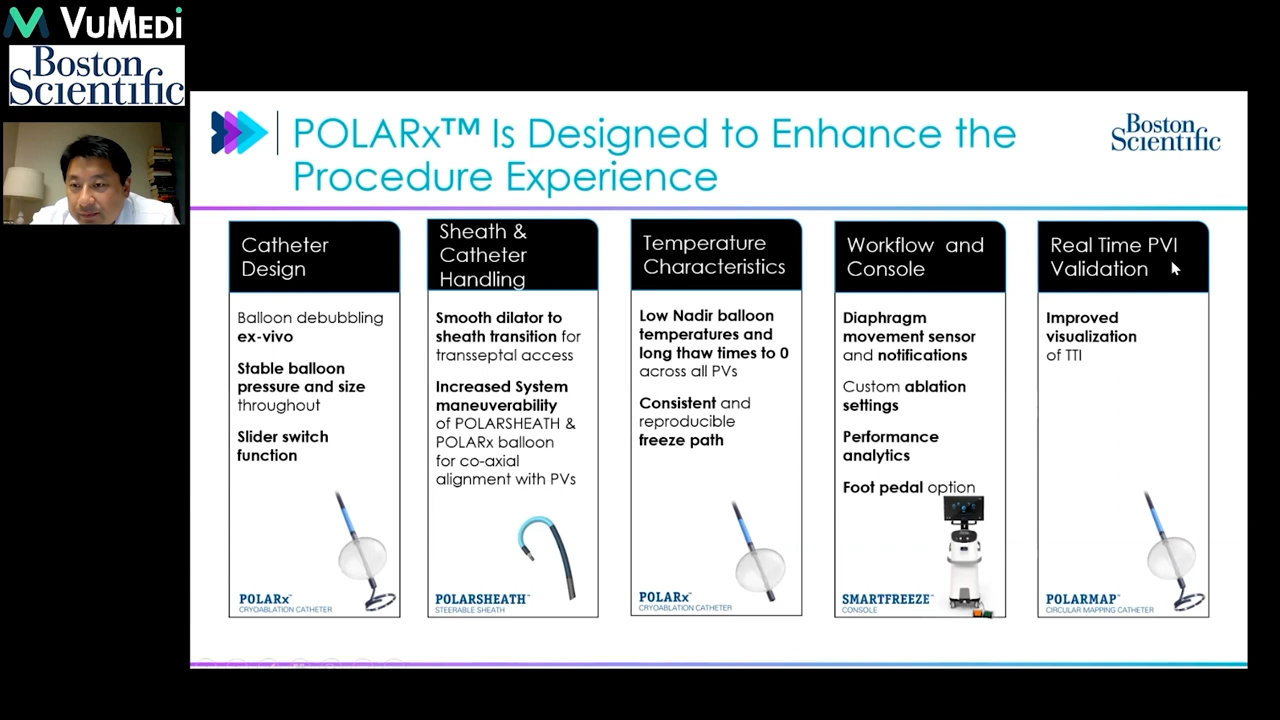 VUMEDI
Boston
Scientific
POLARx™ Is Designed to Enhance the
Procedure Experience
Boston
Scientific
Catheter
Design
Balloon debubbling
ex-vivo
Stable balloon
pressure and size
throughout
Slider switch
function
POLARx™
CRYOABLATION CATHETER
Sheath &
Catheter
Handling
Smooth dilator to
sheath transition for
transseptal access
Increased System
maneuverability
of POLARSHEATH &
POLARx balloon
for co-axial
alignment with PVs
POLARSHEATH™
STEERABLE SHEATH
Temperature
Characteristics
Low Nadir balloon
temperatures and
long thaw times to 0
across all PVs
Consistent and
reproducible
freeze path
POLARx™
CRYOABLATION CATHETER
Workflow and
Console
Diaphragm
movement sensor
and notifications
Custom ablation
settings
Performance
analytics
Foot pedal option
SMARTFREEZE™
CONSOLE
Real Time PVI
Validation
Improved
visualization
of TTI
POLARMAP™
CIRCULAR MAPPING CATHETER